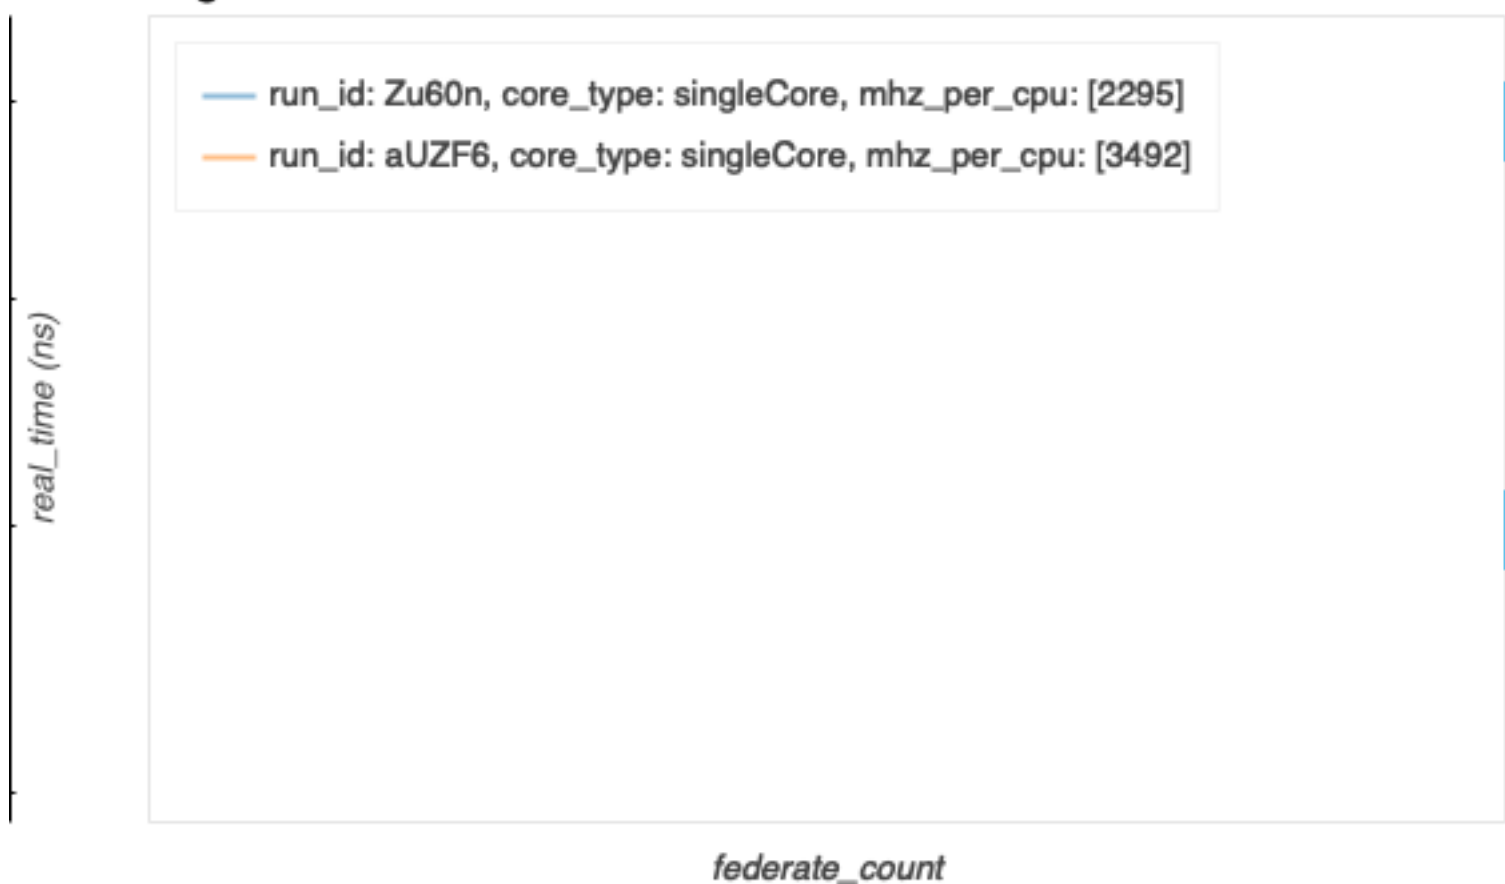 run_id: Zu60n, core_type: singleCore, mhz_per_cpu: [2295]
run_id: aUZF6, core_type: singleCore, mhz_per_cpu: [3492]
real_time (ns)
federate_count